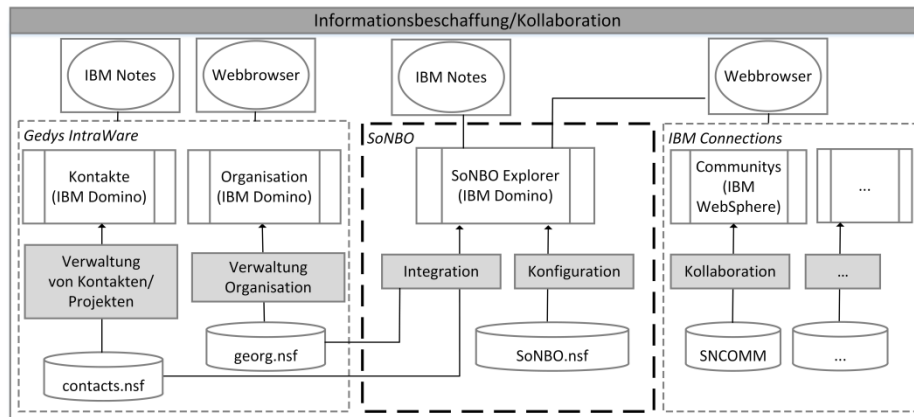 Informationsbeschaffung/Kollaboration
IBM Notes
Webbrowser
IBM Notes
Webbrowser
Gedys IntraWare
SoNBO
IBM Connections
Kontakte
(IBM Domino)
Organisation
(IBM Domino)
SoNBO Explorer
(IBM Domino)
Communitys
(IBM
WebSphere)
...
Verwaltung
von Kontakten/
Projekten
Verwaltung
Organisation
Integration
Konfiguration
Kollaboration
...
georg.nsf
SoNBO.nsf
SNCOMM
...
contacts.nsf